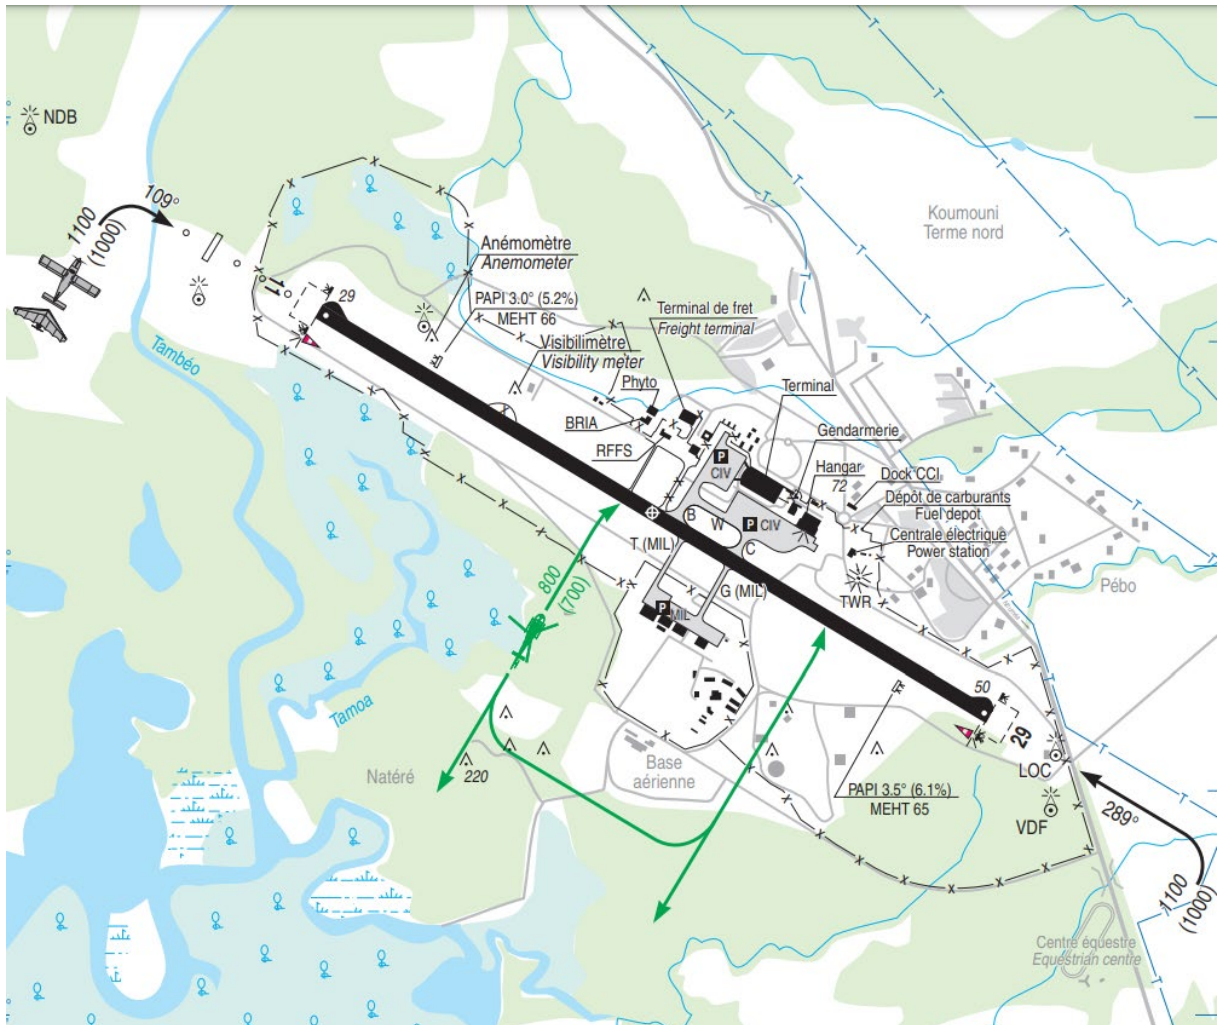 NDB
109°
1100
(1000)
11
29
Anémomètre
Anemometer
PAPI 3.0° (5.2%)
MEHT 66
Koumouni
Terme nord
Terminal de fret
Freight terminal
Tambéo
Visibilimètre
Visibility meter
Phyto
Terminal
BRIA
Gendarmerie
RFFS
P
CIV
Hangar
72
Dock CCI
Dépôt de carburants
Fuel depot
B
W
P
CIV
Centrale électrique
Power station
T (MIL)
C
800
(700)
G (MIL)
TWR
Pébo
P
MIL
50
29
Tamoa
Natéré
220
Base
aérienne
LOC
PAPI 3.5° (6.1%)
MEHT 65
VDF
289°
1100
(1000)
Centre équestre
Equestrian centre